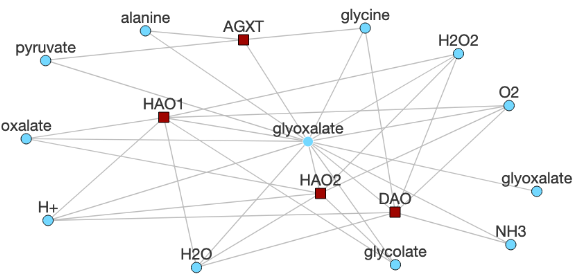 alanine
AGXT
glycine
pyruvate
H2O2
O2
HAO1
oxalate
glyoxalate
HAO2
glyoxalate
DAO
H+
NH3
H2O
glycolate